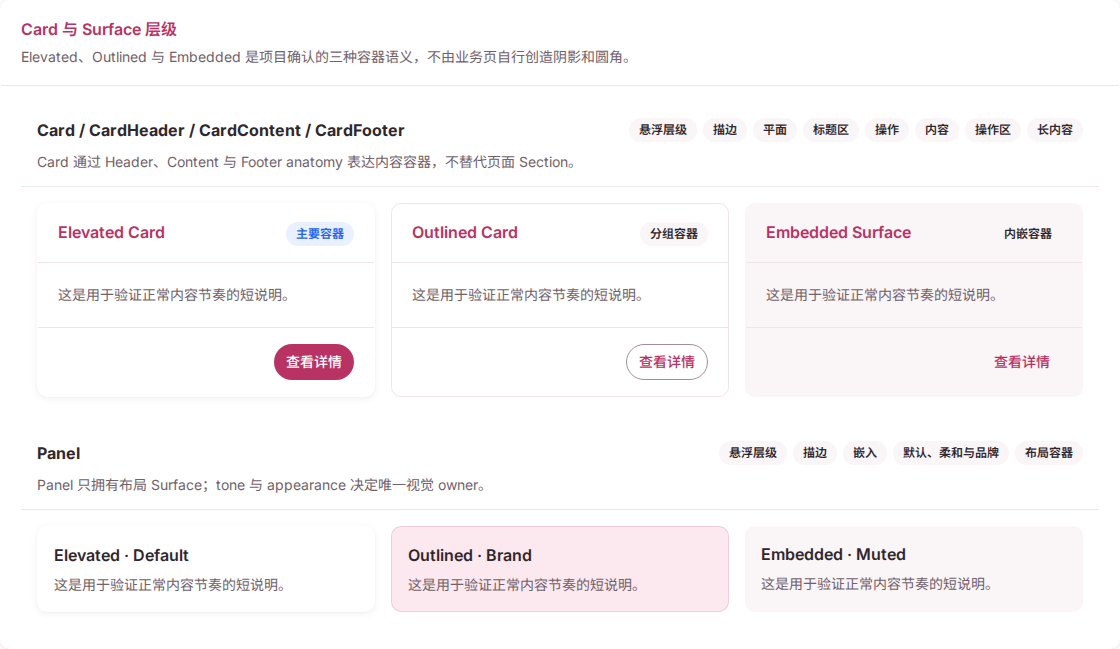 Card 与 Surface 层级
Elevated、Outlined 与 Embedded 是项目确认的三种容器语义，不由业务页自行创造阴影和圆角。
Card / CardHeader / CardContent / CardFooter
悬浮层级 描边 平面 标题区 操作 内容 操作区 长内容
Card 通过 Header、Content 与 Footer anatomy 表达内容容器，不替代页面 Section。
Elevated Card 主要容器
这是用于验证正常内容节奏的短说明。
查看详情
Outlined Card 分组容器
这是用于验证正常内容节奏的短说明。
查看详情
Embedded Surface 内嵌容器
这是用于验证正常内容节奏的短说明。
查看详情
Panel
悬浮层级 描边 嵌入 默认、柔和与品牌 布局容器
Panel 只拥有布局 Surface；tone 与 appearance 决定唯一视觉 owner。
Elevated · Default
这是用于验证正常内容节奏的短说明。
Outlined · Brand
这是用于验证正常内容节奏的短说明。
Embedded · Muted
这是用于验证正常内容节奏的短说明。